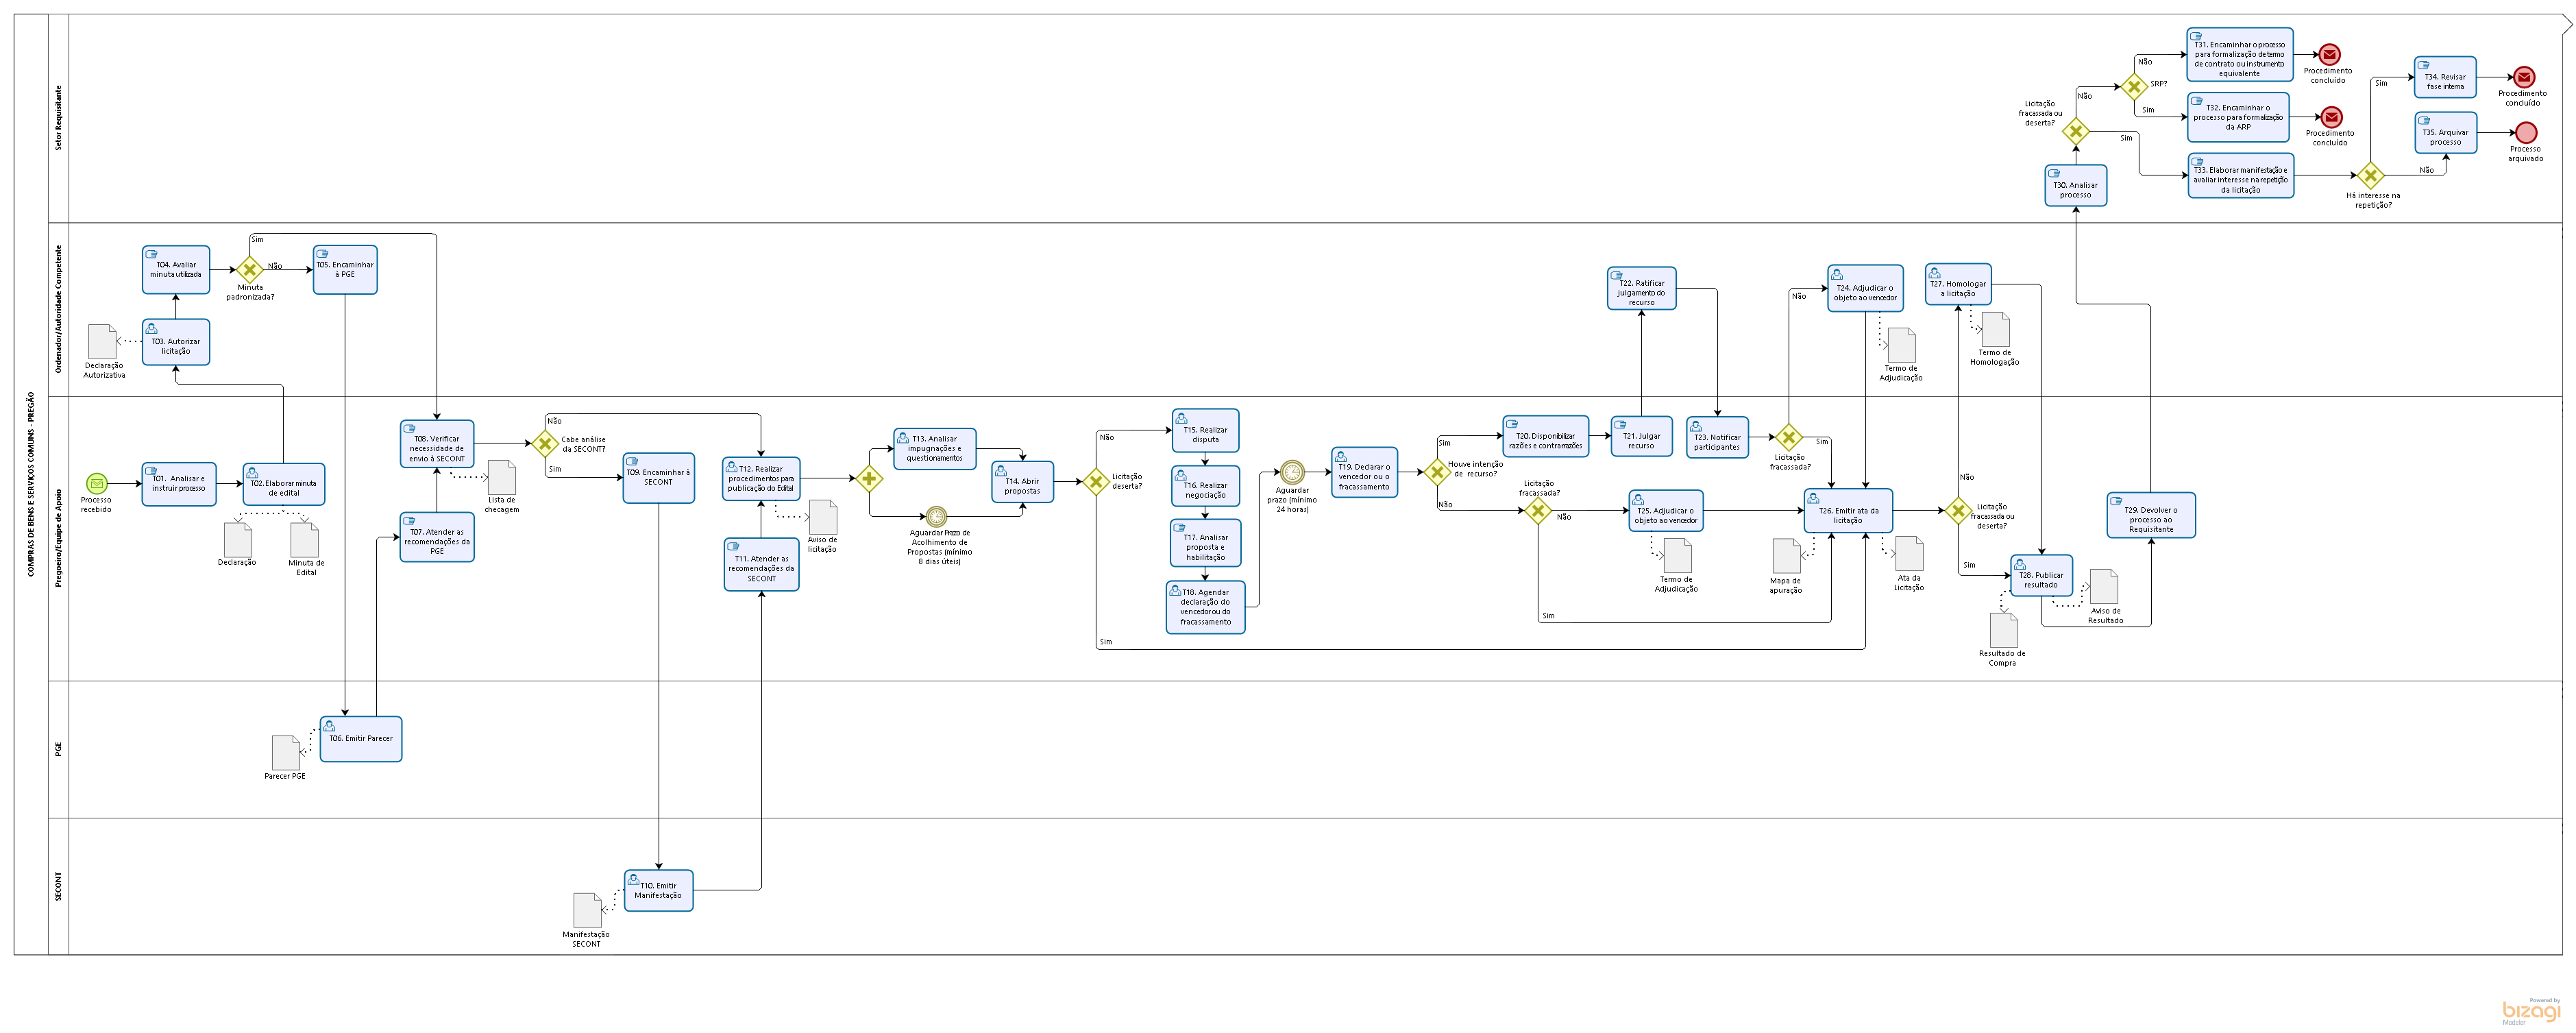 COMPRAS DE BENS E SERVIÇOS COMUNS - PREGÃO
Setor Requisitante
T30. Analisar
processo
Licitação
fracassada ou
deserta?
Não
Sim
SRP?
Não
Sim
T31. Encaminhar o processo
para formalização de termo
de contrato ou instrumento
equivalente
Procedimento
concluído
T32. Encaminhar o
processo para formalização
da ARP
Procedimento
concluído
T33. Elaborar manifestação e
avaliar interesse na repetição
da licitação
Há interesse na
repetição?
Sim
Não
T34. Revisar
fase interna
Procedimento
concluído
T35. Arquivar
processo
Processo
arquivado
Ordenador/Autoridade Competente
T04. Avaliar
minuta utilizada
Minuta
padronizada?
Sim
Não
T05. Encaminhar
à PGE
T03. Autorizar
licitação
Declaração
Autorizativa
T22. Ratificar
julgamento do
recurso
T24. Adjudicar o
objeto ao vencedor
Não
Termo de
Adjudicação
T27. Homologar
a licitação
Termo de
Homologação
Pregoeiro/Equipe de Apoio
Processo
recebido
T01. Analisar e
instruir processo
T02. Elaborar minuta
de edital
Declaração
Minuta de
Edital
T08. Verificar
necessidade de
envio à SECONT
Lista de
checagem
T07. Atender as
recomendações da
PGE
Cabe análise
da SECONT?
Não
Sim
T09. Encaminhar à
SECONT
T12. Realizar
procedimentos para
publicação do Edital
Aviso de
licitação
T11. Atender as
recomendações da
SECONT
T13. Analisar
impugnações e
questionamentos
Aguardar Prazo de
Acolhimento de
Propostas (mínimo
8 dias úteis)
T14. Abrir
propostas
Licitação
deserta?
Não
Sim
T15. Realizar
disputa
T16. Realizar
negociação
T17. Analisar
proposta e
habilitação
T18. Agendar
declaração do
vencedor ou do
fracassamento
Aguardar
prazo (mínimo
24 horas)
T19. Declarar o
vencedor ou o
fracassamento
Houve intenção
de recurso?
Sim
Não
T20. Disponibilizar
razões e contrarrazões
T21. Julgar
recurso
T23. Notificar
participantes
Licitação
fracassada?
Sim
Licitação
fracassada?
Não
Sim
T25. Adjudicar o
objeto ao vencedor
Termo de
Adjudicação
T26. Emitir ata da
licitação
Mapa de
apuração
Ata da
Licitação
Licitação
fracassada ou
deserta?
Não
Sim
T28. Publicar
resultado
Resultado de
Compra
Aviso de
Resultado
T29. Devolver o
processo ao
Requisitante
PGE
T06. Emitir Parecer
Parecer PGE
SECONT
T10. Emitir
Manifestação
Manifestação
SECONT
Powered by
bizagi
Modeler